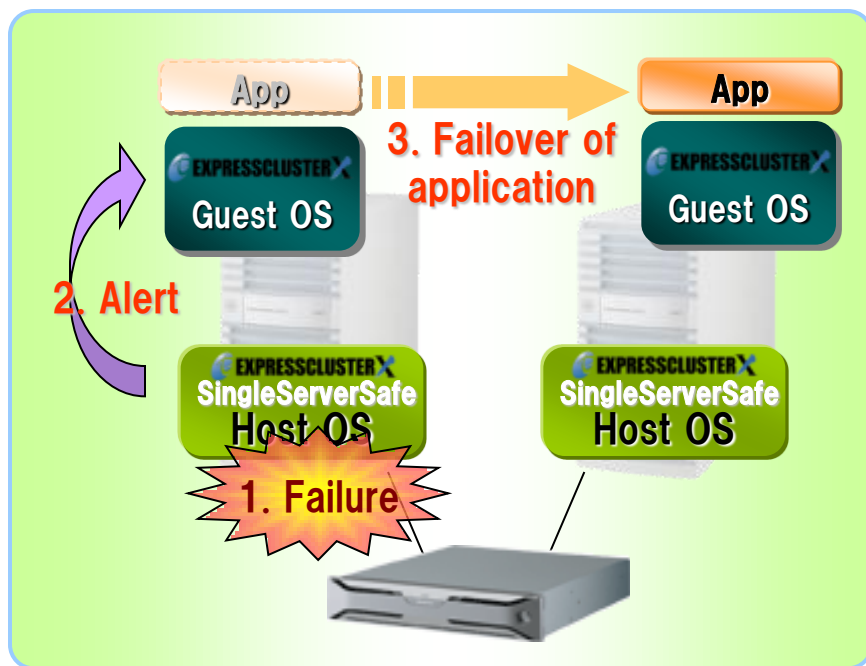 App
App
EXPRESSCLUSTER X
Guest OS
3. Failover of
application
EXPRESSCLUSTER X
Guest OS
2. Alert
EXPRESSCLUSTER X
SingleServerSafe
Host OS
EXPRESSCLUSTER X
SingleServerSafe
Host OS
1. Failure